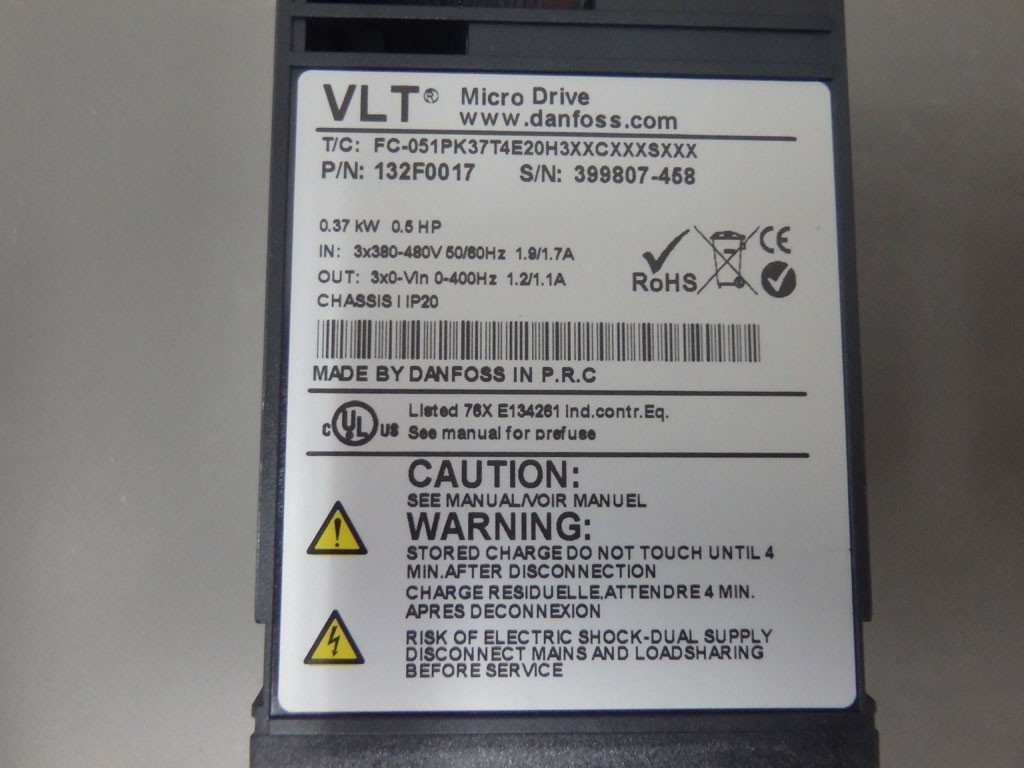 VLT® Micro Drive
www.danfoss.com
T/C: FC-051PK37T4E20H3XXCXXXSXXX
P/N: 132F0017 S/N: 399807-458
0.37 kW 0.5 HP
IN: 3x380-480V 50/60Hz 1.9/1.7A
OUT: 3x0-Vin 0-400Hz 1.2/1.1A
CHASSIS I IP20
RoHS CE
MADE BY DANFOSS IN P.R.C
c UL US Listed 76X E134261 Ind.contr.Eq.
See manual for prefuse
CAUTION:
SEE MANUAL/VOIR MANUEL
WARNING:
STORED CHARGE DO NOT TOUCH UNTIL 4
MIN.AFTER DISCONNECTION
CHARGE RESIDUELLE,ATTENDRE 4 MIN.
APRES DECONNEXION
RISK OF ELECTRIC SHOCK-DUAL SUPPLY
DISCONNECT MAINS AND LOADSHARING
BEFORE SERVICE